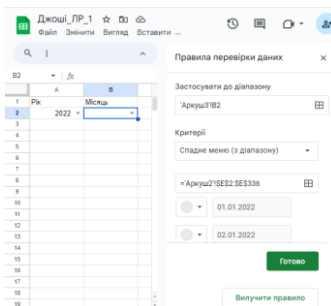 Джоші_ЛР_1
Файл Змінити Вигляд Вставити ...
B2
fx
A B
1 Рік Місяць
2 2022
3
4
5
6
7
8
9
10
11
12
13
14
15
16
17
18
19
Правила перевірки даних ×
Застосувати до діапазону
'Аркуш3'!B2
Критерії
Спадне меню (з діапазону)
='Аркуш2'!$E$2:$E$336
01.01.2022
02.01.2022
Готово
Вилучити правило